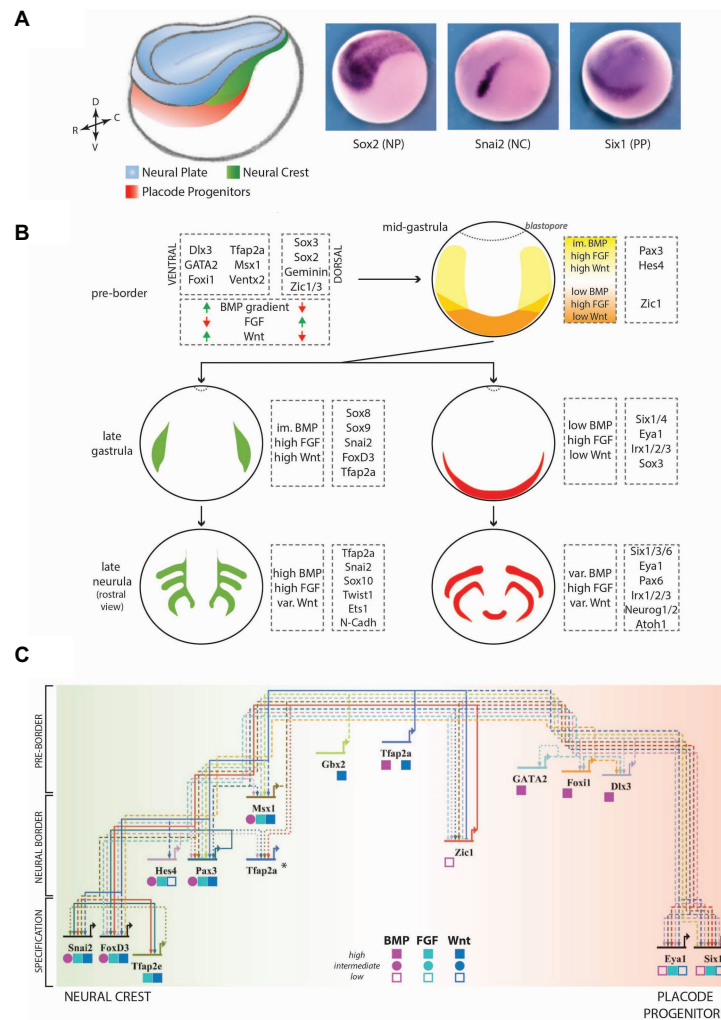 A
D
R
C
V
Neural Plate
Neural Crest
Placode Progenitors
Sox2 (NP)
Snai2 (NC)
Six1 (PP)
B
pre-border
VENTRAL
Dlx3
GATA2
Foxi1
Tfap2a
Msx1
Ventx2
Sox3
Sox2
Geminin
Zic1/3
DORSAL
BMP gradient
FGF
Wnt
mid-gastrula
blastopore
im. BMP
high FGF
high Wnt
low BMP
high FGF
low Wnt
Pax3
Hes4
Zic1
late
gastrula
im. BMP
high FGF
high Wnt
Sox8
Sox9
Snai2
FoxD3
Tfap2a
low BMP
high FGF
low Wnt
Six1/4
Eya1
Irx1/2/3
Sox3
late
neurula
(rostral
view)
high BMP
high FGF
var. Wnt
Tfap2a
Snai2
Sox10
Twist1
Ets1
N-Cadh
var. BMP
high FGF
var. Wnt
Six1/3/6
Eya1
Pax6
Irx1/2/3
Neurog1/2
Atoh1
C
PRE-BORDER
NEURAL BORDER
SPECIFICATION
Gbx2
Tfap2a
GATA2
Foxi1
Dlx3
Msx1
Hes4
Pax3
Tfap2a
*
Zic1
Snai2
FoxD3
Tfap2e
Eya1
Six1
BMP FGF Wnt
high
intermediate
low
NEURAL CREST
PLACODE
PROGENITOR